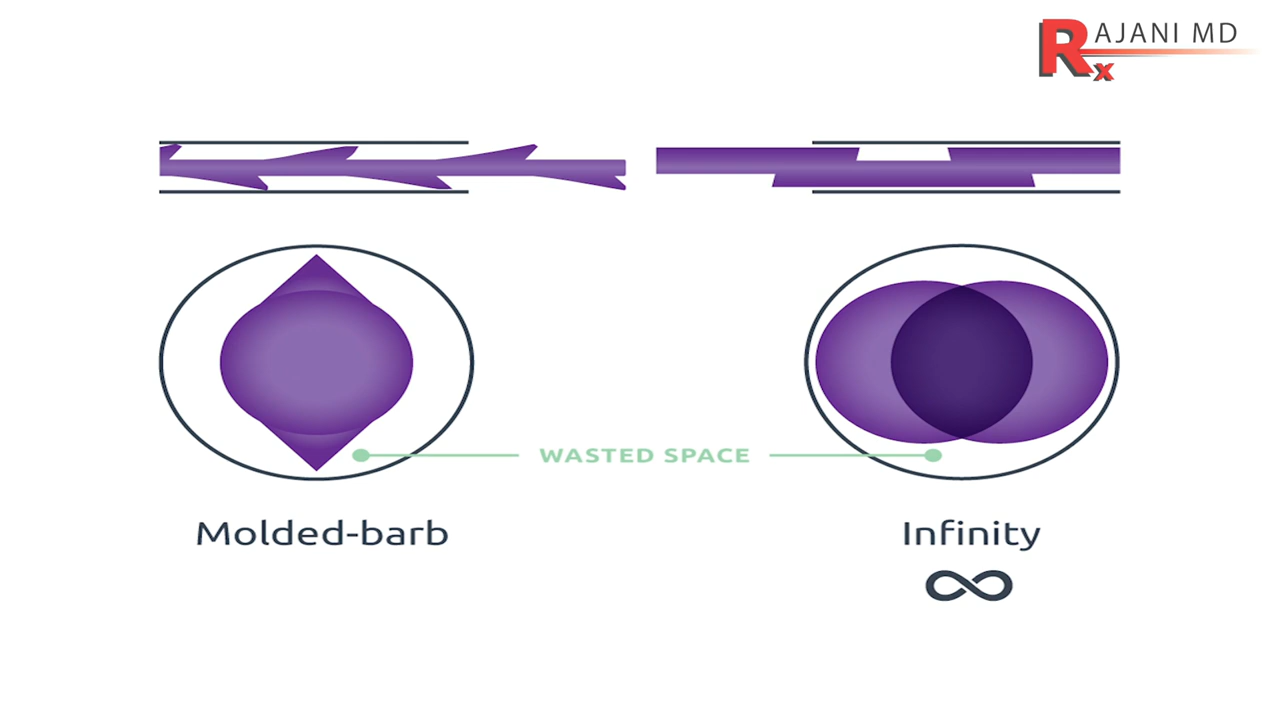 RAJANI MD
Rx
WASTED SPACE
Molded-barb
Infinity